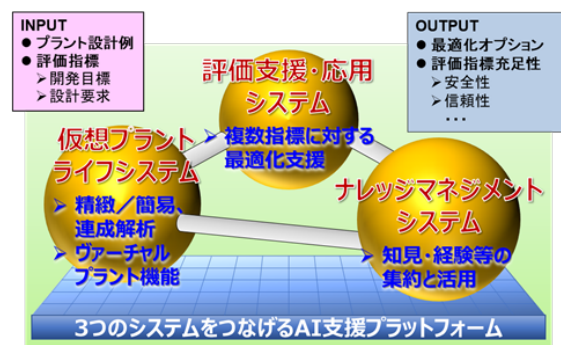 INPUT
● プラント設計例
● 評価指標
➢ 開発目標
➢ 設計要求
OUTPUT
● 最適化オプション
● 評価指標充足性
➢ 安全性
➢ 信頼性
…
評価支援・応用
システム
➢ 複数指標に対する
最適化支援
仮想プラント
ライフシステム
➢ 精緻／簡易、
連成解析
➢ ヴァーチャル
プラント機能
ナレッジマネジメント
システム
➢ 知見・経験等の
集約と活用
3つのシステムをつなげるAI支援プラットフォーム